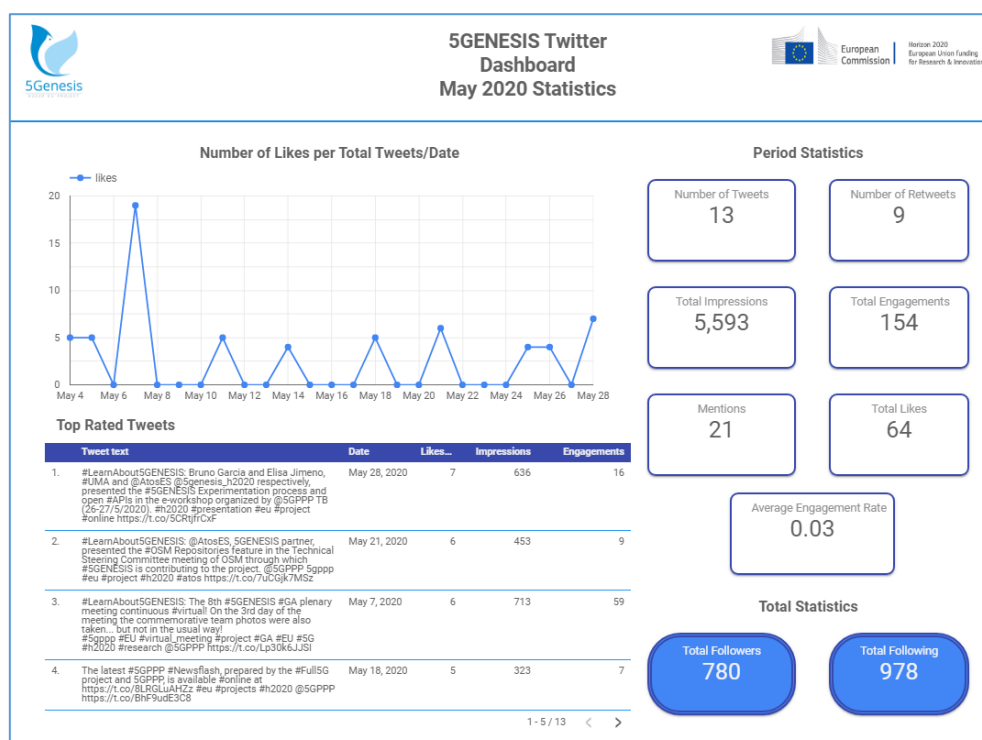 5Genesis
5GENESIS Twitter
Dashboard
May 2020 Statistics
European
Commission
Horizon 2020
European Union funding
for Research & Innovation
Number of Likes per Total Tweets/Date
likes
20
15
10
5
0
May 4 May 6 May 8 May 10 May 12 May 14 May 16 May 18 May 20 May 22 May 24 May 26 May 28
Top Rated Tweets
Tweet text Date Likes... Impressions Engagements
1. #LearnAbout5GENESIS: Bruno Garcia and Elisa Jimeno, May 28, 2020 7 636 16
#UMA and @AtosES @5genesis_h2020 respectively,
presented the #5GENESIS Experimentation process and
open #APIs in the e-workshop organized by @5GPPP TB
(26-27/5/2020). #h2020 #presentation #eu #project
#online https://t.co/5CRtjfrCxF
2. #LearnAbout5GENESIS: @AtosES, 5GENESIS partner, May 21, 2020 6 453 9
presented the #OSM Repositories feature in the Technical
Steering Committee meeting of OSM through which
#5GENESIS is contributing to the project. @5GPPP 5gppp
#eu #project #h2020 #atos https://t.co/7uCGjk7MSz
3. #LearnAbout5GENESIS: The 8th #5GENESIS #GA plenary May 7, 2020 6 713 59
meeting continuous #virtual! On the 3rd day of the
meeting the commemorative team photos were also
taken... but not in the usual way!
#5gppp #EU #virtual_meeting #project #GA #EU #5G
#h2020 #research @5GPPP https://t.co/Lp30k6JJSI
4. The latest #5GPPP #Newsflash, prepared by the #Full5G May 18, 2020 5 323 7
project and 5GPPP, is available #online at
https://t.co/8LRGLuAHZz #eu #projects #h2020 @5GPPP
https://t.co/BhF9udE3C8
1 - 5 / 13
Period Statistics
Number of Tweets
13
Number of Retweets
9
Total Impressions
5,593
Total Engagements
154
Mentions
21
Total Likes
64
Average Engagement Rate
0.03
Total Statistics
Total Followers
780
Total Following
978